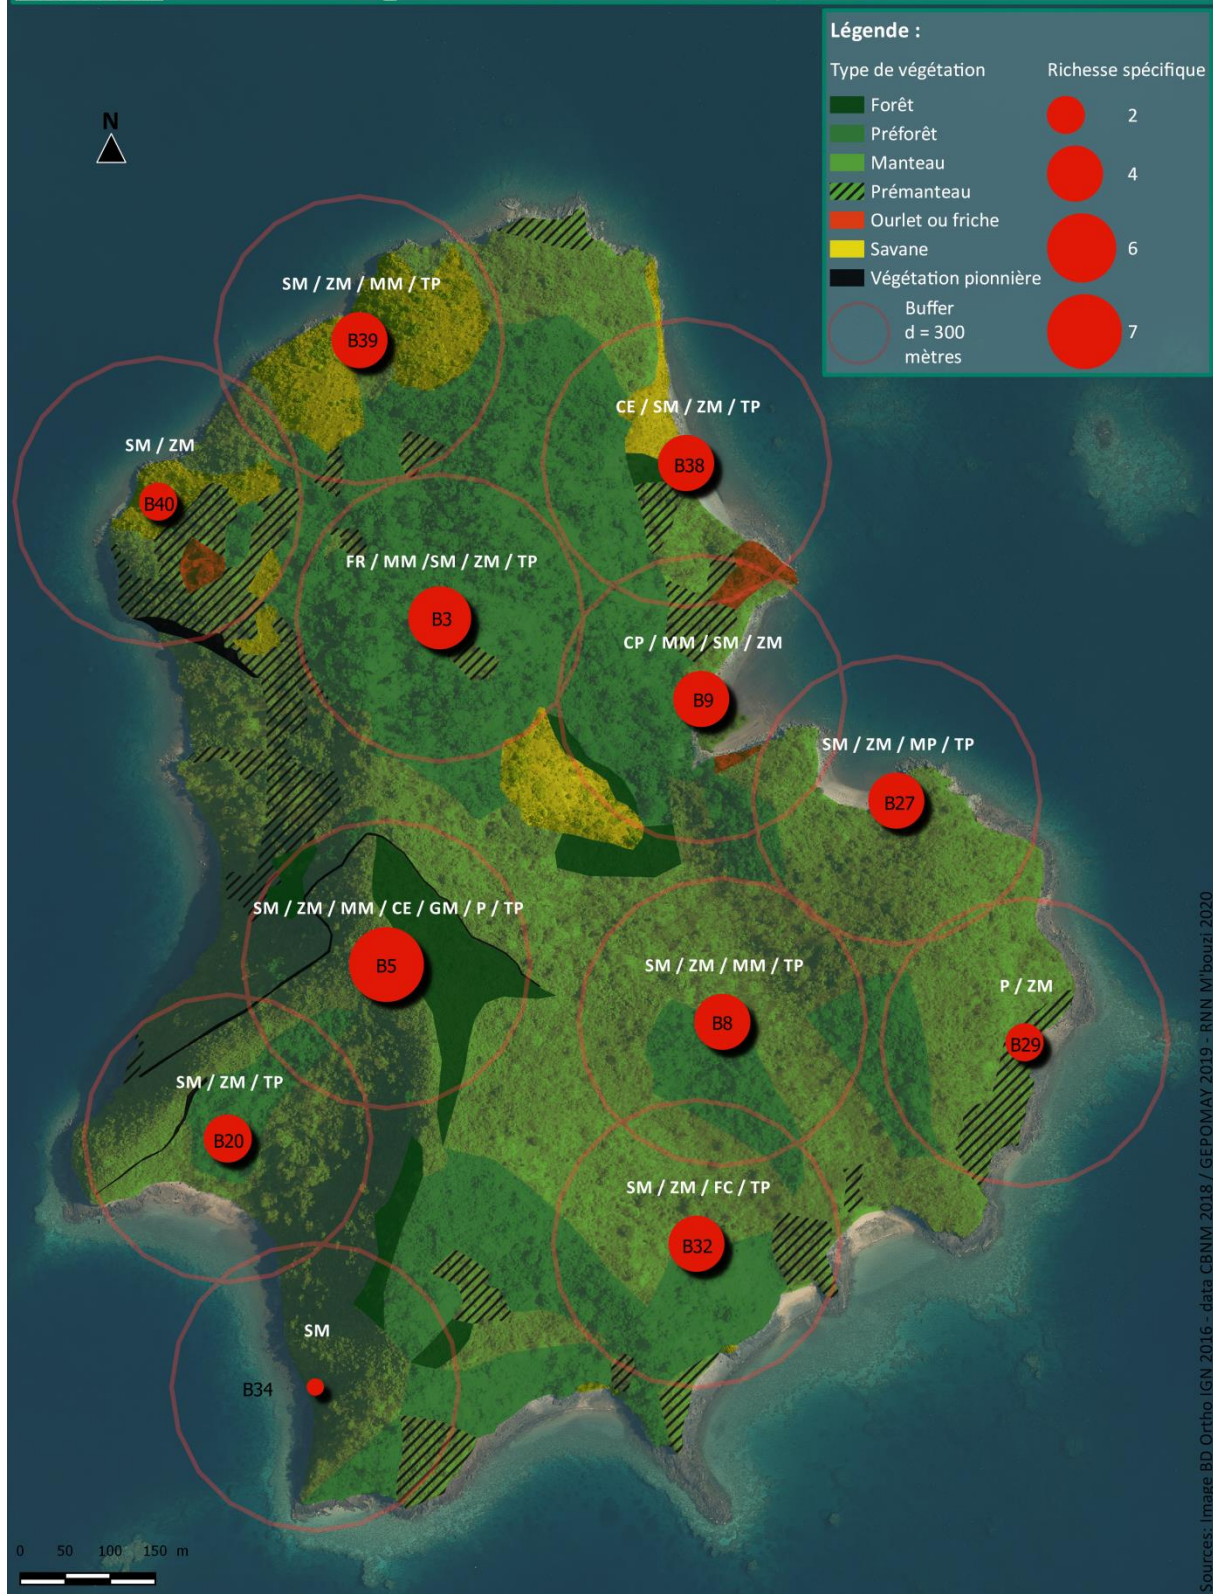 Légende :
Type de végétation
Richesse spécifique
Forêt
Préforêt
Manteau
Prémanteau
Ourlet ou friche
Savane
Végétation pionnière
Buffer
d = 300
mètres
2
4
6
7
N
SM / ZM / MM / TP
B39
CE / SM / ZM / TP
B38
SM / ZM
B40
FR / MM /SM / ZM / TP
B3
CP / MM / SM / ZM
B9
SM / ZM / MP / TP
B27
SM / ZM / MM / CE / GM / P / TP
B5
SM / ZM / MM / TP
B8
P / ZM
B29
SM / ZM / TP
B20
SM / ZM / FC / TP
B32
SM
B34
0 50 100 150 m
Sources: Image BD Ortho IGN 2016 - data CBNM 2018 / GEPOMAY 2019 - RNN M'bouzi 2020